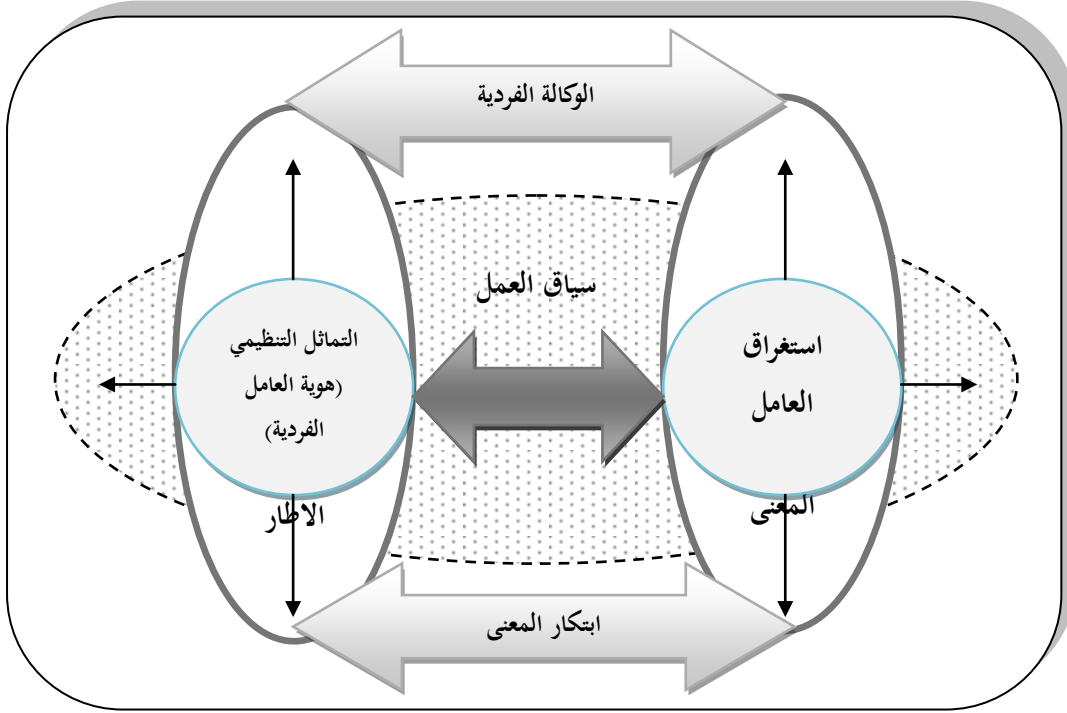 الوكالة الفردية
سياق العمل
استغراق
العامل
التماثل التنظيمي
(هوية العامل
الفردية)
المعنى
الاطار
ابتكار المعنى